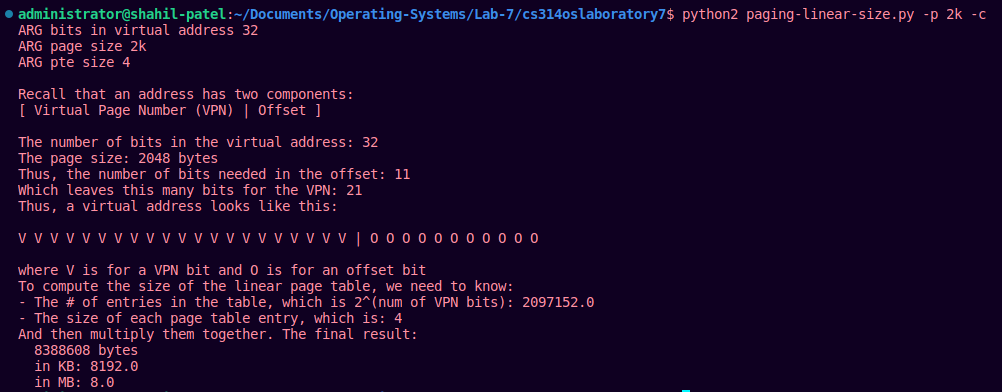 administrator@shahil-patel:~/Documents/Operating-Systems/Lab-7/cs314oslaboratory7$ python2 paging-linear-size.py -p 2k -c
ARG bits in virtual address 32
ARG page size 2k
ARG pte size 4
Recall that an address has two components:
[ Virtual Page Number (VPN) | Offset ]
The number of bits in the virtual address: 32
The page size: 2048 bytes
Thus, the number of bits needed in the offset: 11
Which leaves this many bits for the VPN: 21
Thus, a virtual address looks like this:
V V V V V V V V V V V V V V V V V V V V V | O O O O O O O O O O O
where V is for a VPN bit and O is for an offset bit
To compute the size of the linear page table, we need to know:
- The # of entries in the table, which is 2^(num of VPN bits): 2097152.0
- The size of each page table entry, which is: 4
And then multiply them together. The final result:
8388608 bytes
in KB: 8192.0
in MB: 8.0